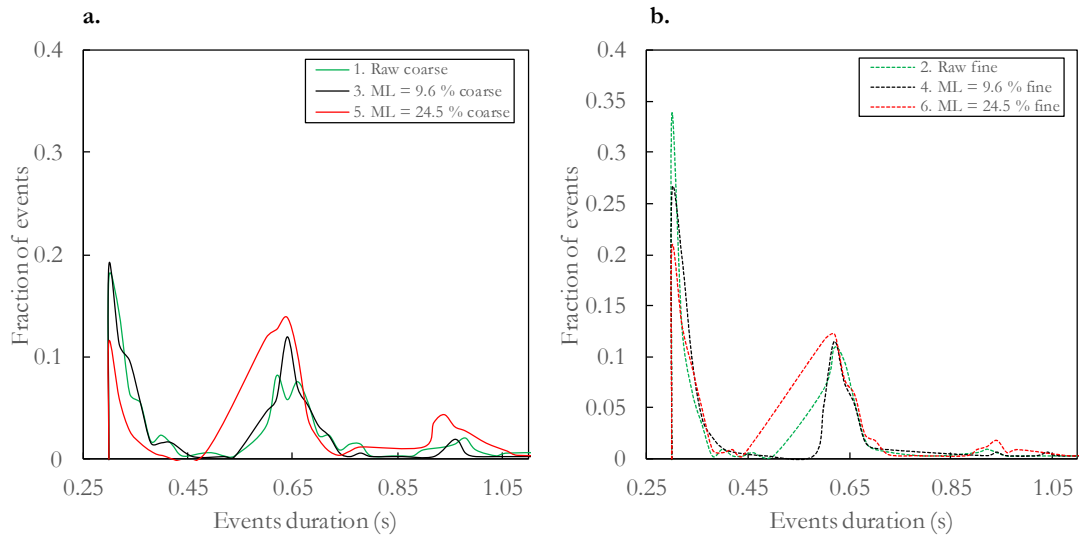 a.
0.4
0.3
0.2
0.1
0
0.25
0.45
0.65
0.85
1.05
Fraction of events
Events duration (s)
1. Raw coarse
3. ML = 9.6 % coarse
5. ML = 24.5 % coarse
b.
0.4
0.35
0.3
0.25
0.2
0.15
0.1
0.05
0
0.25
0.45
0.65
0.85
1.05
Fraction of events
Events duration (s)
2. Raw fine
4. ML = 9.6 % fine
6. ML = 24.5 % fine